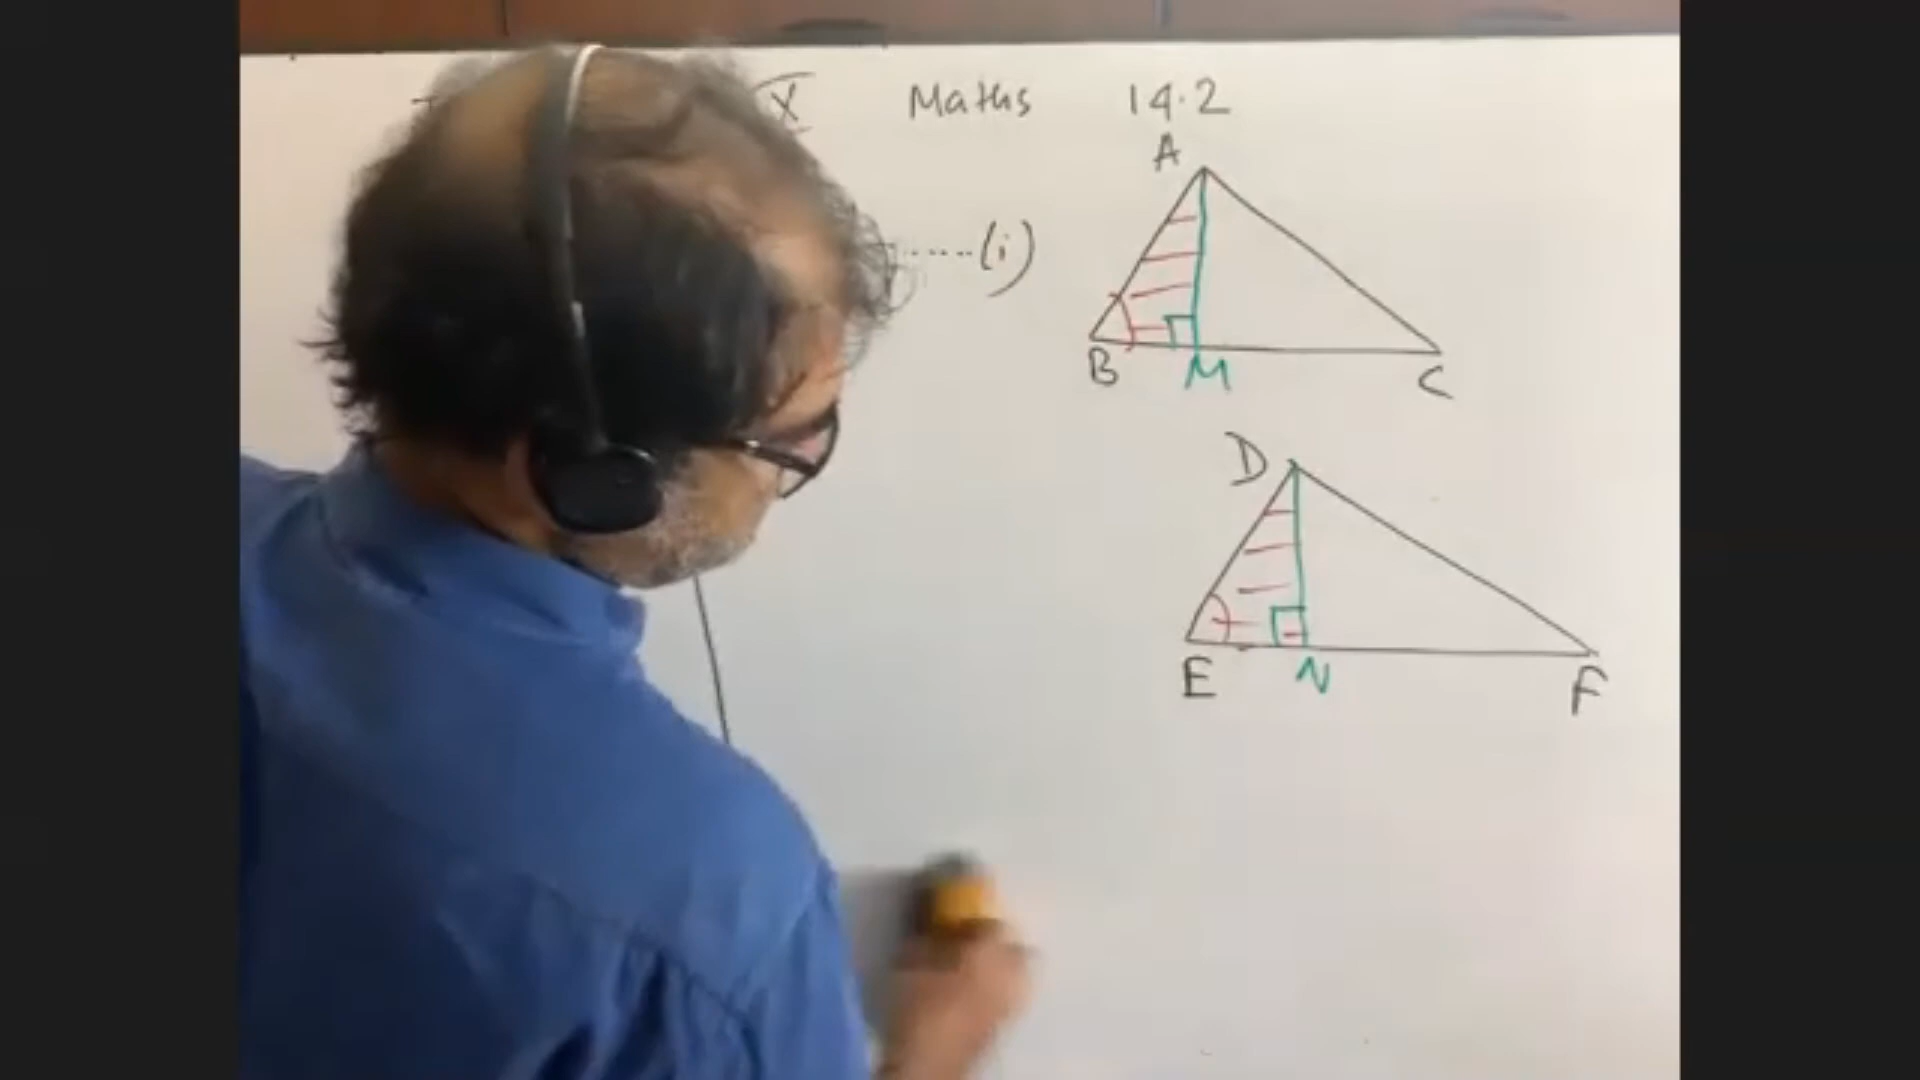 X Maths 14.2
A
.....(i)
B M C
D
E N F